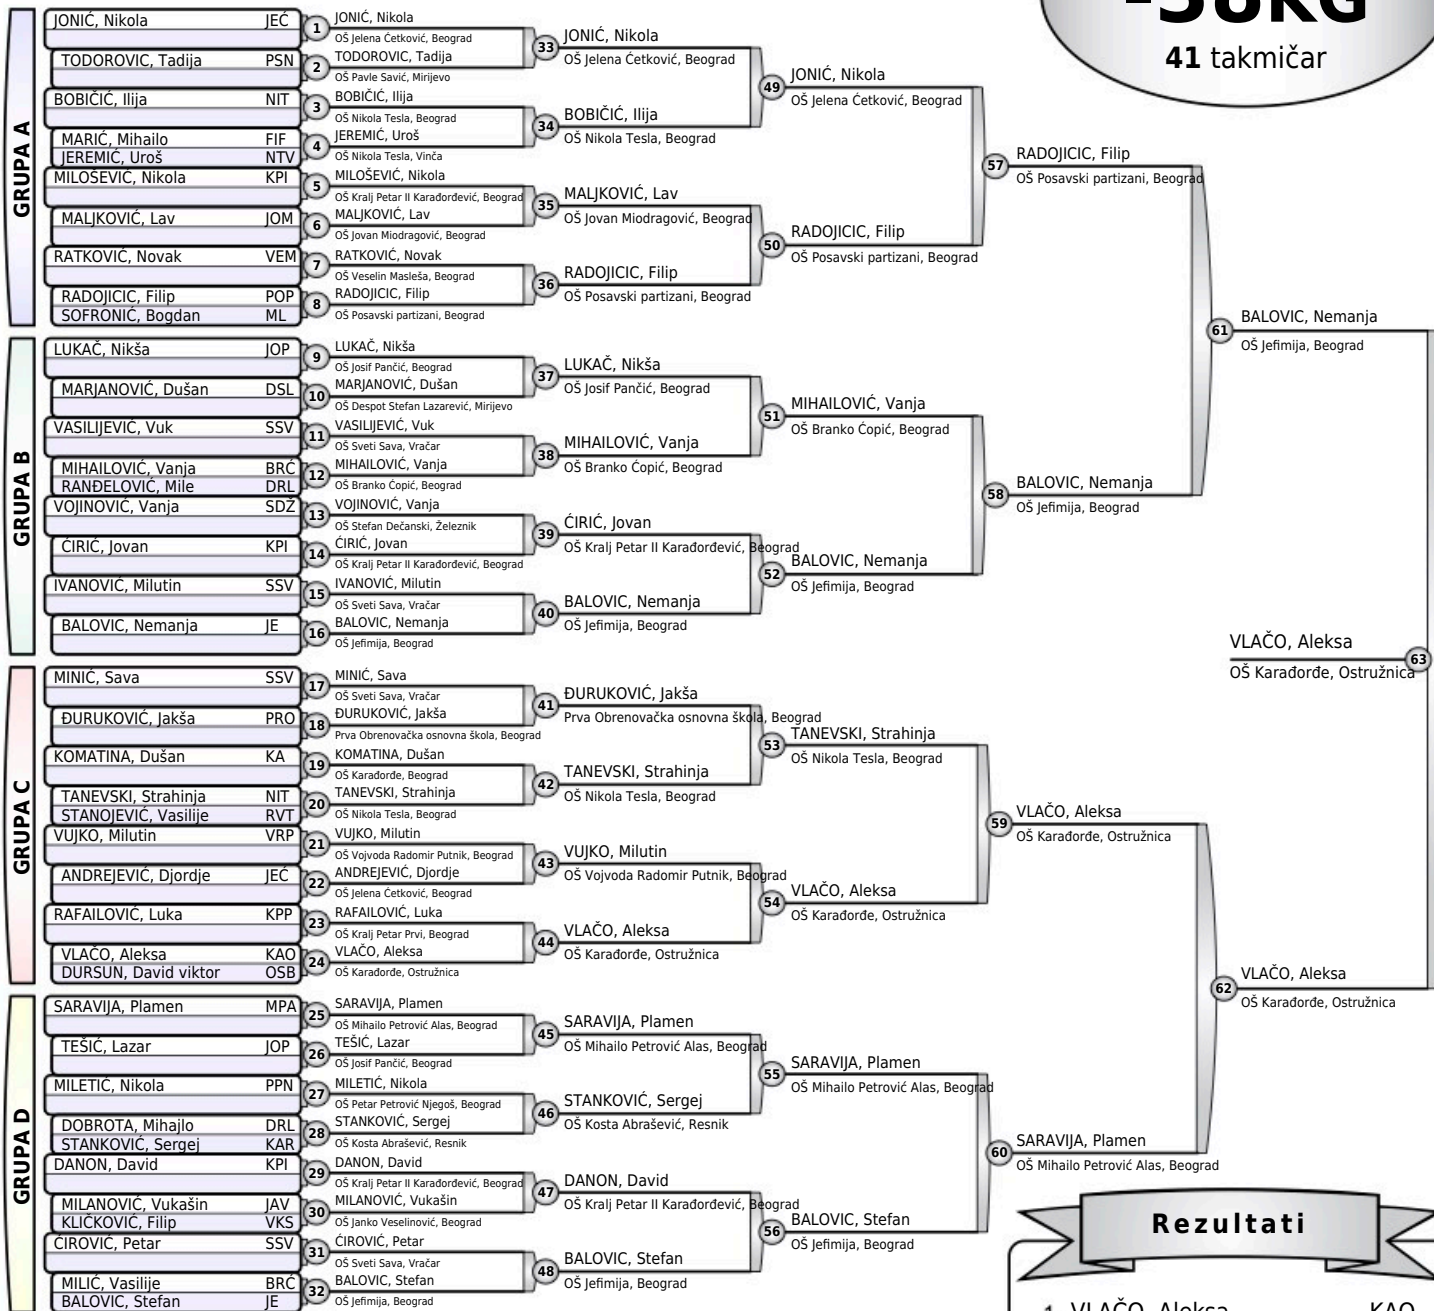 -38KG
41 takmičar
GRUPA A
JONIĆ, Nikola JEĆ
TODOROVIC, Tadija PSN
BOBIČIĆ, Ilija NIT
MARIĆ, Mihailo FIF
JEREMIĆ, Uroš NTV
MILOŠEVIĆ, Nikola KPI
MALJKOVIĆ, Lav JOM
RATKOVIĆ, Novak VEM
RADOJICIC, Filip POP
SOFRONIĆ, Bogdan ML
GRUPA B
LUKAČ, Nikša JOP
MARJANOVIĆ, Dušan DSL
VASILIJEVIĆ, Vuk SSV
MIHAILOVIĆ, Vanja BRĆ
RANĐELOVIĆ, Mile DRL
VOJINOVIĆ, Vanja SDŽ
ĆIRIĆ, Jovan KPI
IVANOVIĆ, Milutin SSV
BALOVIC, Nemanja JE
GRUPA C
MINIĆ, Sava SSV
ĐURUKOVIĆ, Jakša PRO
KOMATINA, Dušan KA
TANEVSKI, Strahinja NIT
STANOJEVIĆ, Vasilije RVT
VUJKO, Milutin VRP
ANDREJEVIĆ, Djordje JEĆ
RAFAILOVIĆ, Luka KPP
VLAČO, Aleksa KAO
DURSUN, David viktor OSB
GRUPA D
SARAVIJA, Plamen MPA
TEŠIĆ, Lazar JOP
MILETIĆ, Nikola PPN
DOBROTA, Mihajlo DRL
STANKOVIĆ, Sergej KAR
DANON, David KPI
MILANOVIĆ, Vukašin JAV
KLIČKOVIĆ, Filip VKS
ĆIROVIĆ, Petar SSV
MILIĆ, Vasilije BRĆ
BALOVIC, Stefan JE
1 JONIĆ, Nikola
OŠ Jelena Ćetković, Beograd
2 TODOROVIC, Tadija
OŠ Pavle Savić, Mirijevo
3 BOBIČIĆ, Ilija
OŠ Nikola Tesla, Beograd
4 JEREMIĆ, Uroš
OŠ Nikola Tesla, Vinča
5 MILOŠEVIĆ, Nikola
OŠ Kralj Petar II Karađorđević, Beograd
6 MALJKOVIĆ, Lav
OŠ Jovan Miodragović, Beograd
7 RATKOVIĆ, Novak
OŠ Veselin Masleša, Beograd
8 RADOJICIC, Filip
OŠ Posavski partizani, Beograd
9 LUKAČ, Nikša
OŠ Josif Pančić, Beograd
10 MARJANOVIĆ, Dušan
OŠ Despot Stefan Lazarević, Mirijevo
11 VASILIJEVIĆ, Vuk
OŠ Sveti Sava, Vračar
12 MIHAILOVIĆ, Vanja
OŠ Branko Ćopić, Beograd
13 VOJINOVIĆ, Vanja
OŠ Stefan Dečanski, Železnik
14 ĆIRIĆ, Jovan
OŠ Kralj Petar II Karađorđević, Beograd
15 IVANOVIĆ, Milutin
OŠ Sveti Sava, Vračar
16 BALOVIC, Nemanja
OŠ Jefimija, Beograd
17 MINIĆ, Sava
OŠ Sveti Sava, Vračar
18 ĐURUKOVIĆ, Jakša
Prva Obrenovačka osnovna škola, Beograd
19 KOMATINA, Dušan
OŠ Karađorđe, Beograd
20 TANEVSKI, Strahinja
OŠ Nikola Tesla, Beograd
21 VUJKO, Milutin
OŠ Vojvoda Radomir Putnik, Beograd
22 ANDREJEVIĆ, Djordje
OŠ Jelena Ćetković, Beograd
23 RAFAILOVIĆ, Luka
OŠ Kralj Petar Prvi, Beograd
24 VLAČO, Aleksa
OŠ Karađorđe, Ostružnica
25 SARAVIJA, Plamen
OŠ Mihailo Petrović Alas, Beograd
26 TEŠIĆ, Lazar
OŠ Josif Pančić, Beograd
27 MILETIĆ, Nikola
OŠ Petar Petrović Njegoš, Beograd
28 STANKOVIĆ, Sergej
OŠ Kosta Abrašević, Resnik
29 DANON, David
OŠ Kralj Petar II Karađorđević, Beograd
30 MILANOVIĆ, Vukašin
OŠ Janko Veselinović, Beograd
31 ĆIROVIĆ, Petar
OŠ Sveti Sava, Vračar
32 BALOVIC, Stefan
OŠ Jefimija, Beograd
33 JONIĆ, Nikola
OŠ Jelena Ćetković, Beograd
34 BOBIČIĆ, Ilija
OŠ Nikola Tesla, Beograd
35 MALJKOVIĆ, Lav
OŠ Jovan Miodragović, Beograd
36 RADOJICIC, Filip
OŠ Posavski partizani, Beograd
37 LUKAČ, Nikša
OŠ Josif Pančić, Beograd
38 MIHAILOVIĆ, Vanja
OŠ Branko Ćopić, Beograd
39 ĆIRIĆ, Jovan
OŠ Kralj Petar II Karađorđević, Beograd
40 BALOVIC, Nemanja
OŠ Jefimija, Beograd
41 ĐURUKOVIĆ, Jakša
Prva Obrenovačka osnovna škola, Beograd
42 TANEVSKI, Strahinja
OŠ Nikola Tesla, Beograd
43 VUJKO, Milutin
OŠ Vojvoda Radomir Putnik, Beograd
44 VLAČO, Aleksa
OŠ Karađorđe, Ostružnica
45 SARAVIJA, Plamen
OŠ Mihailo Petrović Alas, Beograd
46 STANKOVIĆ, Sergej
OŠ Kosta Abrašević, Resnik
47 DANON, David
OŠ Kralj Petar II Karađorđević, Beograd
48 BALOVIC, Stefan
OŠ Jefimija, Beograd
49 JONIĆ, Nikola
OŠ Jelena Ćetković, Beograd
50 RADOJICIC, Filip
OŠ Posavski partizani, Beograd
51 MIHAILOVIĆ, Vanja
OŠ Branko Ćopić, Beograd
52 BALOVIC, Nemanja
OŠ Jefimija, Beograd
53 TANEVSKI, Strahinja
OŠ Nikola Tesla, Beograd
54 VLAČO, Aleksa
OŠ Karađorđe, Ostružnica
55 SARAVIJA, Plamen
OŠ Mihailo Petrović Alas, Beograd
56 BALOVIC, Stefan
OŠ Jefimija, Beograd
57 RADOJICIC, Filip
OŠ Posavski partizani, Beograd
58 BALOVIC, Nemanja
OŠ Jefimija, Beograd
59 VLAČO, Aleksa
OŠ Karađorđe, Ostružnica
60 SARAVIJA, Plamen
OŠ Mihailo Petrović Alas, Beograd
61 BALOVIC, Nemanja
OŠ Jefimija, Beograd
62 VLAČO, Aleksa
OŠ Karađorđe, Ostružnica
VLAČO, Aleksa 63
OŠ Karađorđe, Ostružnica
Rezultati
1 VLAČO, Aleksa KAO